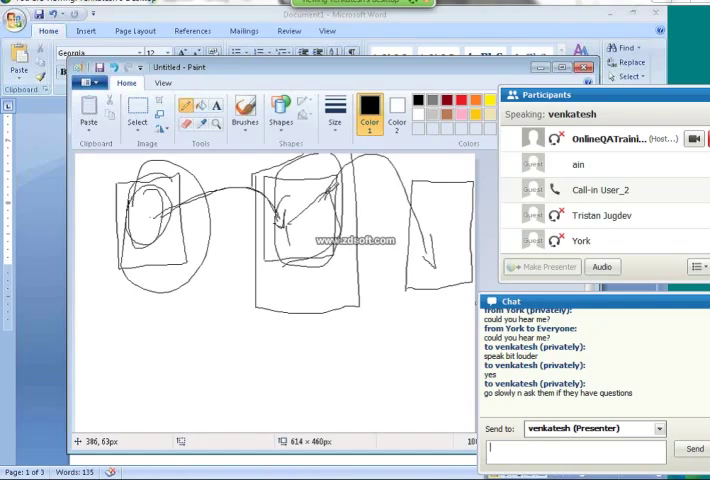 viewing venkatesh's desktop
Document1 - Microsoft Word
Home Insert Page Layout References Mailings Review View
Georgia 12
Paste
Clipboard
Find
Replace
Select
Untitled - Paint
Home View
Paste
Select
Brushes
Shapes
Size
Color 1
Color 2
Clipboard Image Tools Shapes Colors
www.zdsoft.com
386, 63px
614 × 460px
Page: 1 of 3 Words: 135
Participants
Speaking: venkatesh
OnlineQATraini... (Host...
Guest ain
Guest Call-in User_2
Guest Tristan Jugdev
Guest York
Make Presenter Audio
Chat
from York (privately):
could you hear me?
from York to Everyone:
could you hear me?
to venkatesh (privately):
speak bit louder
to venkatesh (privately):
yes
to venkatesh (privately):
go slowly n ask them if they have questions
Send to: venkatesh (Presenter)
Send